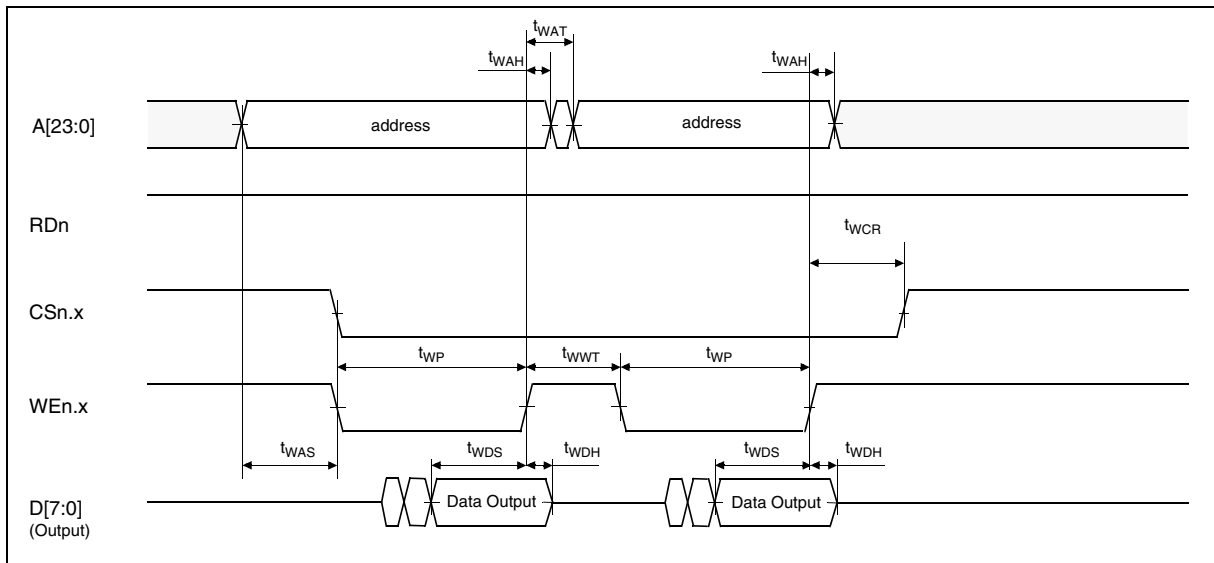 tWAT
tWAH
tWAH
A[23:0]
address
address
RDn
tWCR
CSn.x
tWP
tWWT
tWP
WEn.x
tWAS
tWDS
tWDH
tWDS
tWDH
D[7:0]
(Output)
Data Output
Data Output